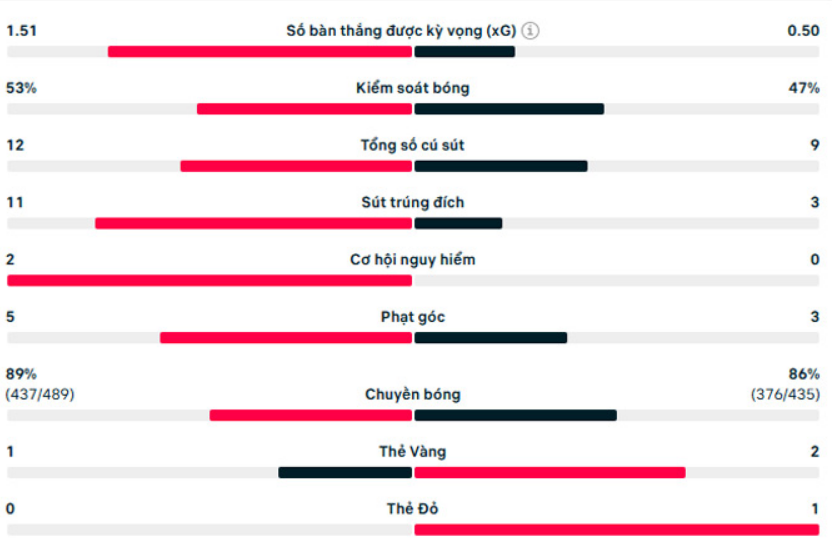 1.51 Số bàn thắng được kỳ vọng (xG) 0.50
53% Kiểm soát bóng 47%
12 Tổng số cú sút 9
11 Sút trúng đích 3
2 Cơ hội nguy hiểm 0
5 Phạt góc 3
89% 86%
(437/489) Chuyền bóng (376/435)
1 Thẻ Vàng 2
0 Thẻ Đỏ 1